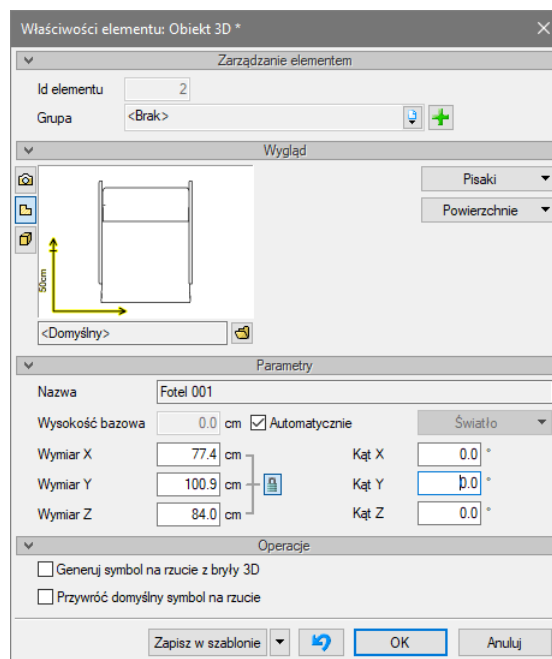 Właściwości elementu: Obiekt 3D *
Zarządzanie elementem
Id elementu 2
Grupa <Brak>
Wygląd
Pisaki
Powierzchnie
50cm
<Domyślny>
Parametry
Nazwa Fotel 001
Wysokość bazowa 0.0 cm Automatycznie Światło
Wymiar X 77.4 cm Kąt X 0.0 °
Wymiar Y 100.9 cm Kąt Y 0.0 °
Wymiar Z 84.0 cm Kąt Z 0.0 °
Operacje
Generuj symbol na rzucie z bryły 3D
Przywróć domyślny symbol na rzucie
Zapisz w szablonie OK Anuluj